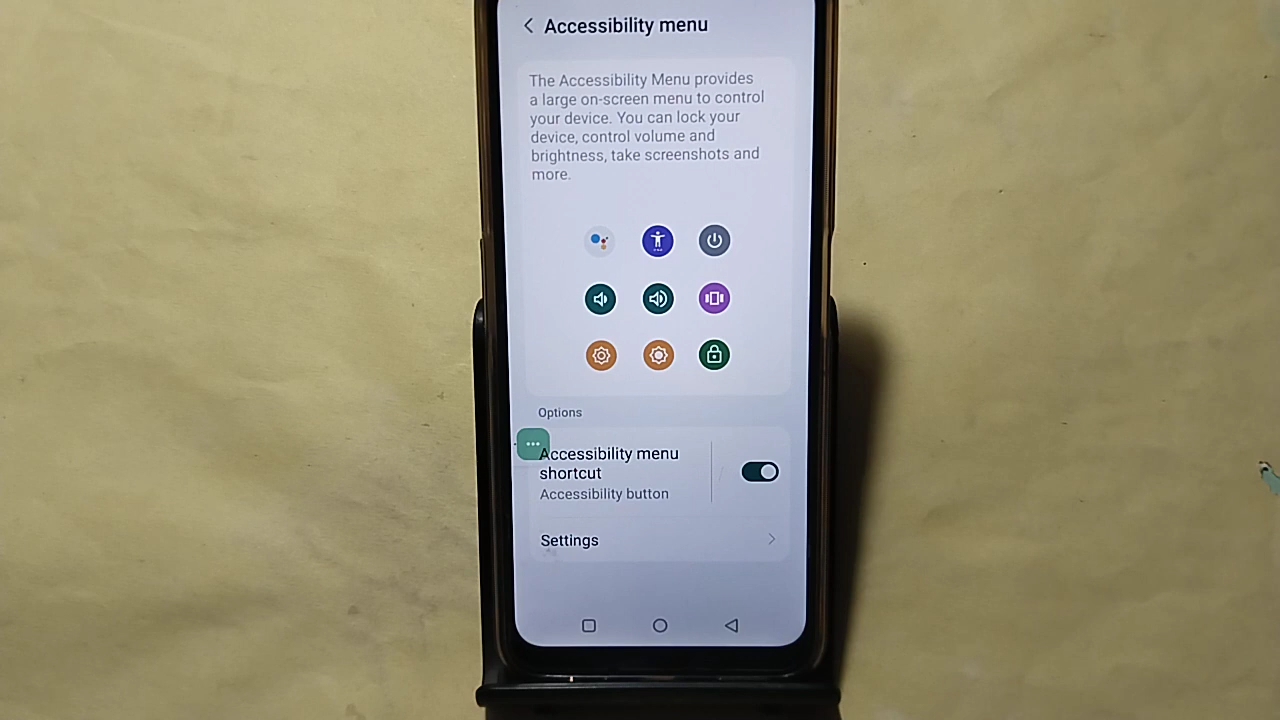 Accessibility menu
The Accessibility Menu provides
a large on-screen menu to control
your device. You can lock your
device, control volume and
brightness, take screenshots and
more.
Options
Accessibility menu
shortcut
Accessibility button
Settings